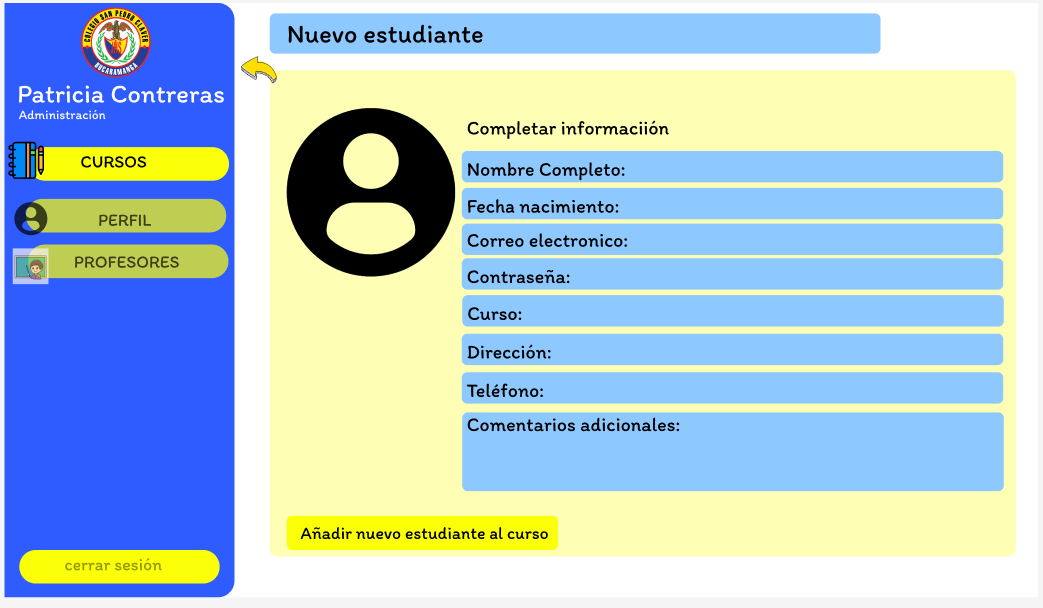 COLEGIO SAN PEDRO CLAVER
BUCARAMANGA
Patricia Contreras
Administración
CURSOS
PERFIL
PROFESORES
cerrar sesión
Nuevo estudiante
Completar informaciión
Nombre Completo:
Fecha nacimiento:
Correo electronico:
Contraseña:
Curso:
Dirección:
Teléfono:
Comentarios adicionales:
Añadir nuevo estudiante al curso